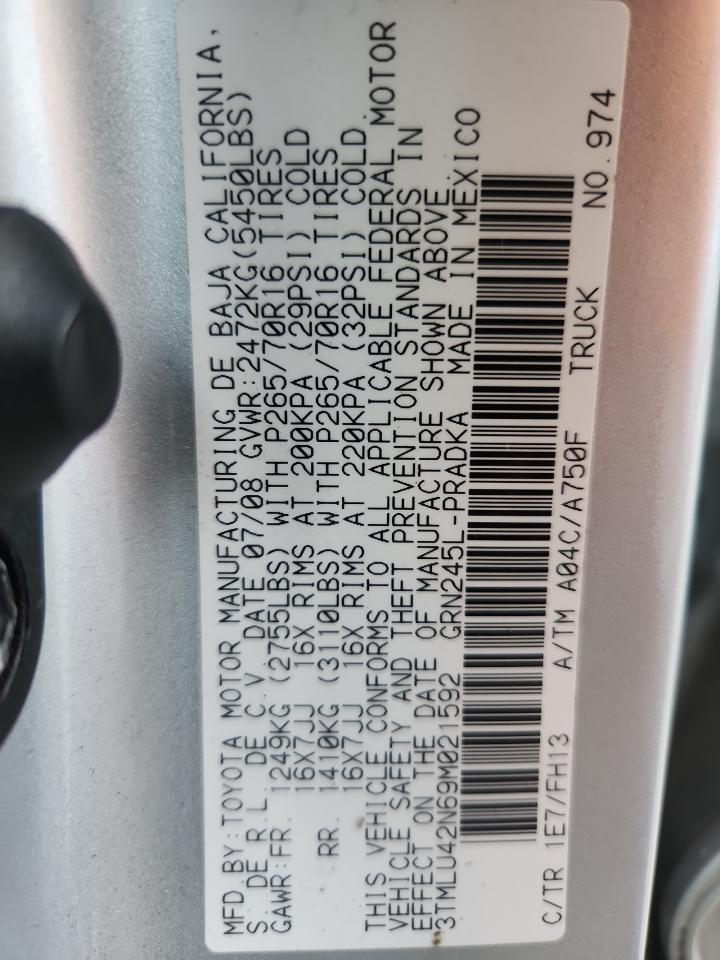 MFD.BY:TOYOTA MOTOR MANUFACTURING DE BAJA CALIFORNIA,
S. DE R.L. DE C.V. DATE 07/08 GVWR:2472KG(5450LBS)
GAWR:FR. 1249KG (2755LBS) WITH P265/70R16 TIRES
16X7JJ 16X RIMS AT 200KPA (29PSI) COLD
RR. 1410KG (3110LBS) WITH P265/70R16 TIRES
16X7JJ 16X RIMS AT 220KPA (32PSI) COLD
THIS VEHICLE CONFORMS TO ALL APPLICABLE FEDERAL MOTOR
VEHICLE SAFETY AND THEFT PREVENTION STANDARDS IN
EFFECT ON THE DATE OF MANUFACTURE SHOWN ABOVE.
3TMLU42N69M021592 GRN245L-PRADKA MADE IN MEXICO
C/TR 1E7/FH13 A/TM A04C/A750F TRUCK NO.974